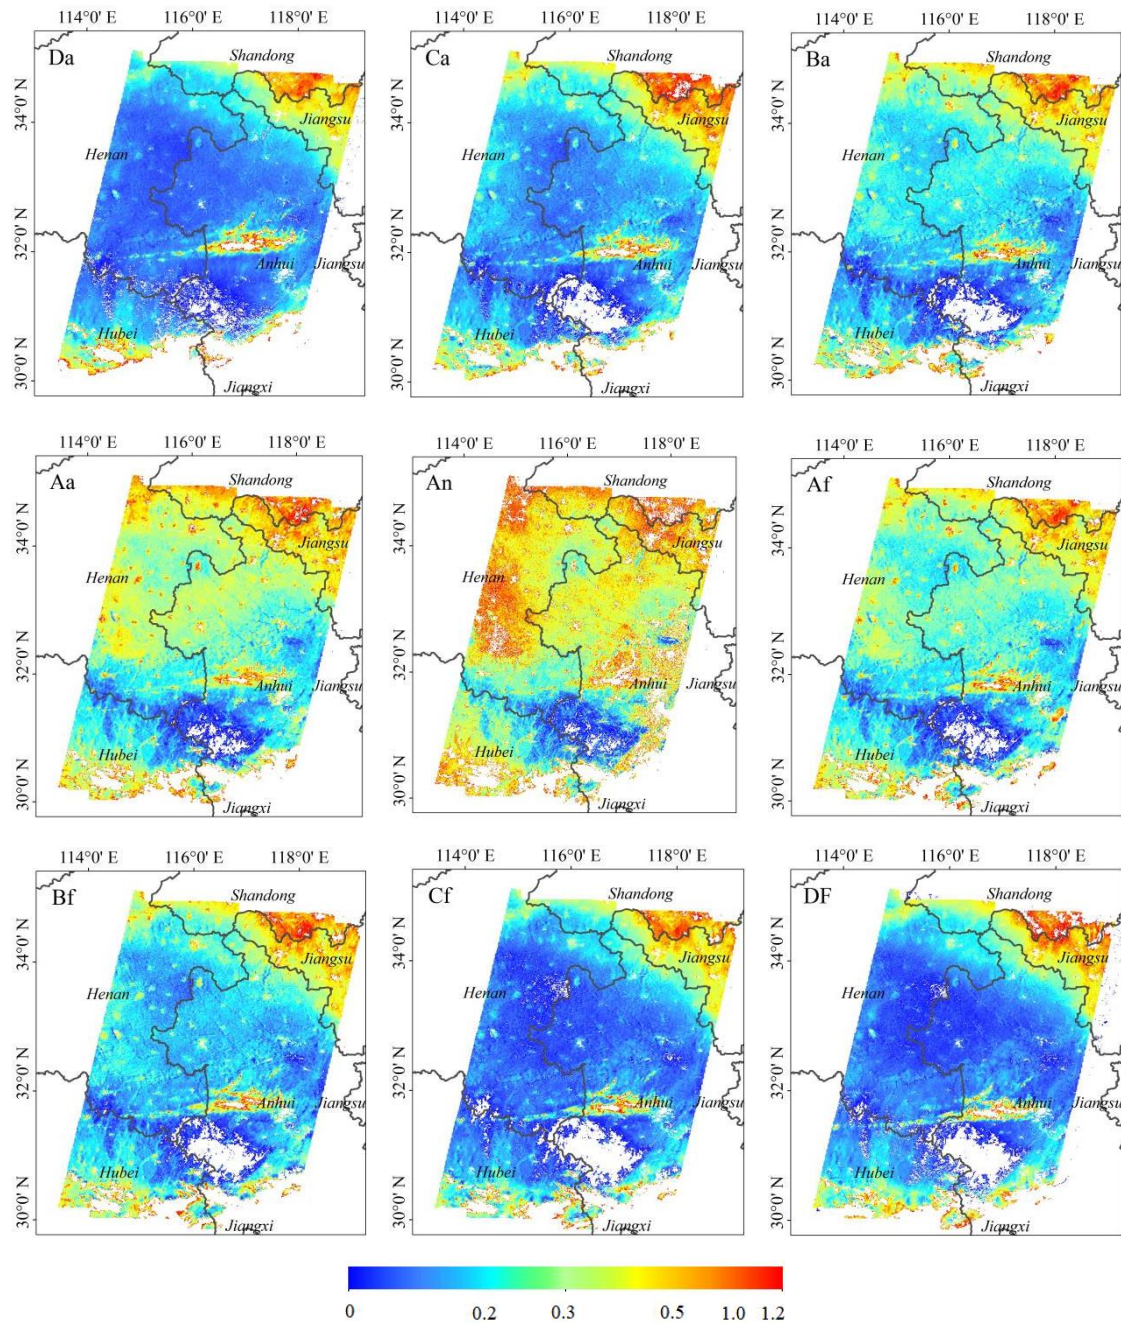 114°0' E 116°0' E 118°0' E 114°0' E 116°0' E 118°0' E 114°0' E 116°0' E 118°0' E
Da Shandong Ca Shandong Ba Shandong
34°0' N Jiangsu 34°0' N Jiangsu 34°0' N Jiangsu
Henan Henan Henan
32°0' N Anhui Jiangsu 32°0' N Anhui Jiangsu 32°0' N Anhui Jiangsu
Hubei Hubei Hubei
30°0' N Jiangxi 30°0' N Jiangxi 30°0' N Jiangxi
114°0' E 116°0' E 118°0' E 114°0' E 116°0' E 118°0' E 114°0' E 116°0' E 118°0' E
Aa Shandong An Shandong Af Shandong
34°0' N Jiangsu 34°0' N Jiangsu 34°0' N Jiangsu
Henan Henan Henan
32°0' N Anhui Jiangsu 32°0' N Anhui Jiangsu 32°0' N Anhui Jiangsu
Hubei Hubei Hubei
30°0' N Jiangxi 30°0' N Jiangxi 30°0' N Jiangxi
114°0' E 116°0' E 118°0' E 114°0' E 116°0' E 118°0' E 114°0' E 116°0' E 118°0' E
Bf Shandong Cf Shandong DF Shandong
34°0' N Jiangsu 34°0' N Jiangsu 34°0' N Jiangsu
Henan Henan Henan
32°0' N Anhui Jiangsu 32°0' N Anhui Jiangsu 32°0' N Anhui Jiangsu
Hubei Hubei Hubei
30°0' N Jiangxi 30°0' N Jiangxi 30°0' N Jiangxi
0 0.2 0.3 0.5 1.0 1.2